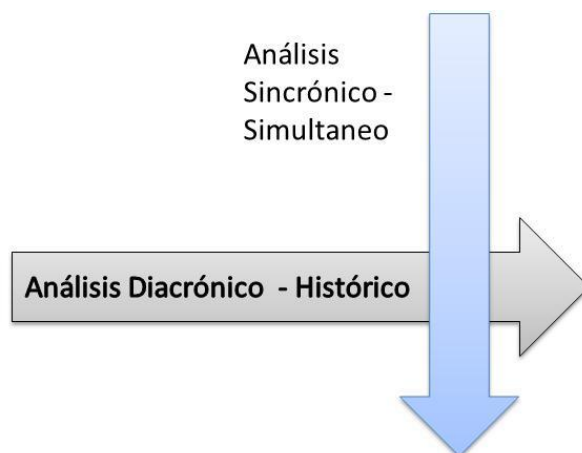 Análisis
Sincrónico -
Simultaneo
Análisis Diacrónico - Histórico